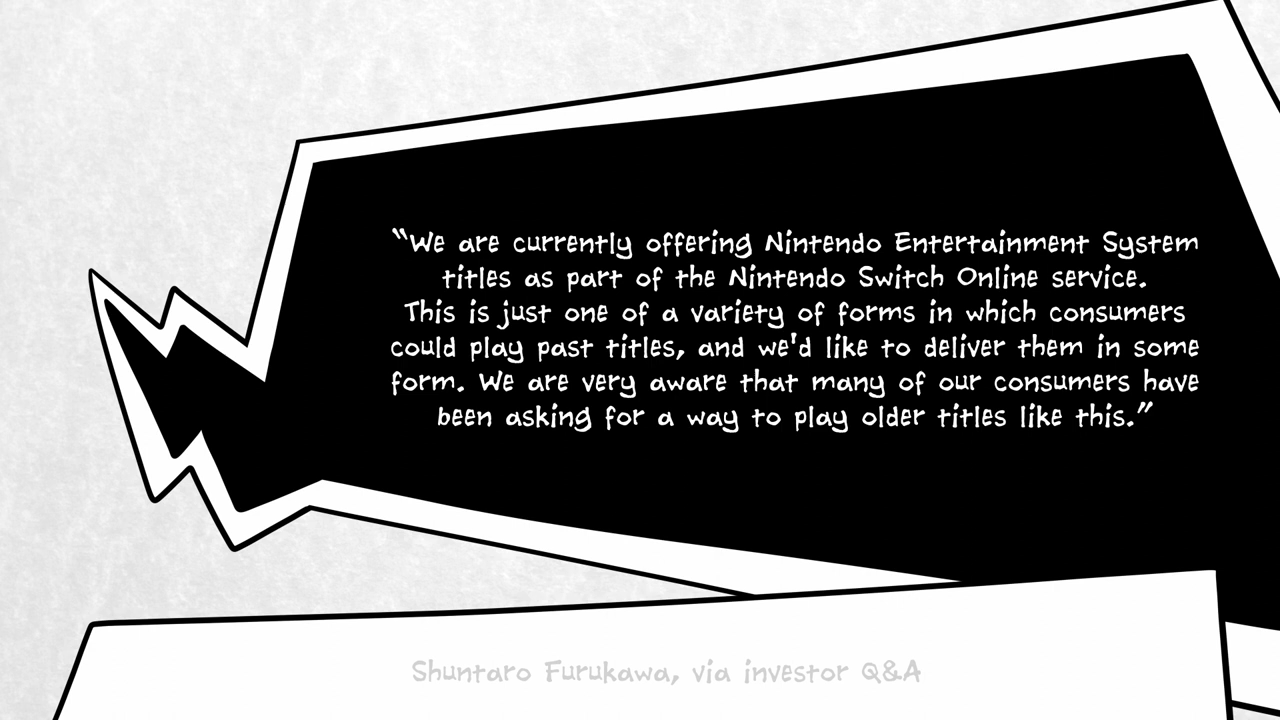 “We are currently offering Nintendo Entertainment System
titles as part of the Nintendo Switch Online service.
This is just one of a variety of forms in which consumers
could play past titles, and we'd like to deliver them in some
form. We are very aware that many of our consumers have
been asking for a way to play older titles like this.”
Shuntaro Furukawa, via investor Q&A